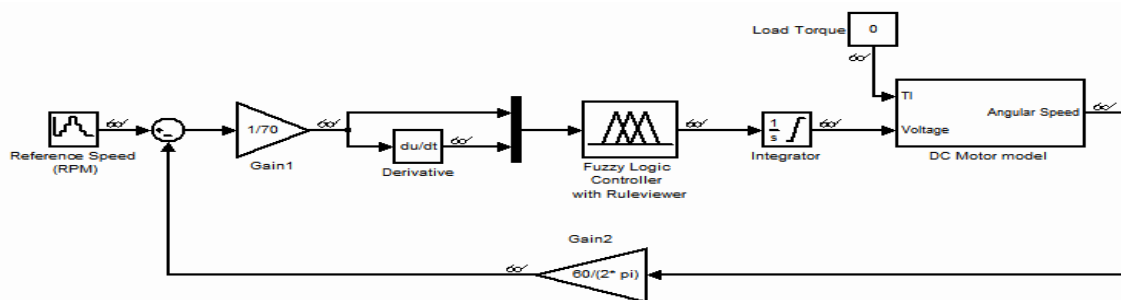 Load Torque
0
Tl
Angular Speed
Voltage
DC Motor model
Reference Speed
(RPM)
1/70
Gain1
du/dt
Derivative
Fuzzy Logic
Controller
with Ruleviewer
1
s
Integrator
Gain2
60/(2* pi)